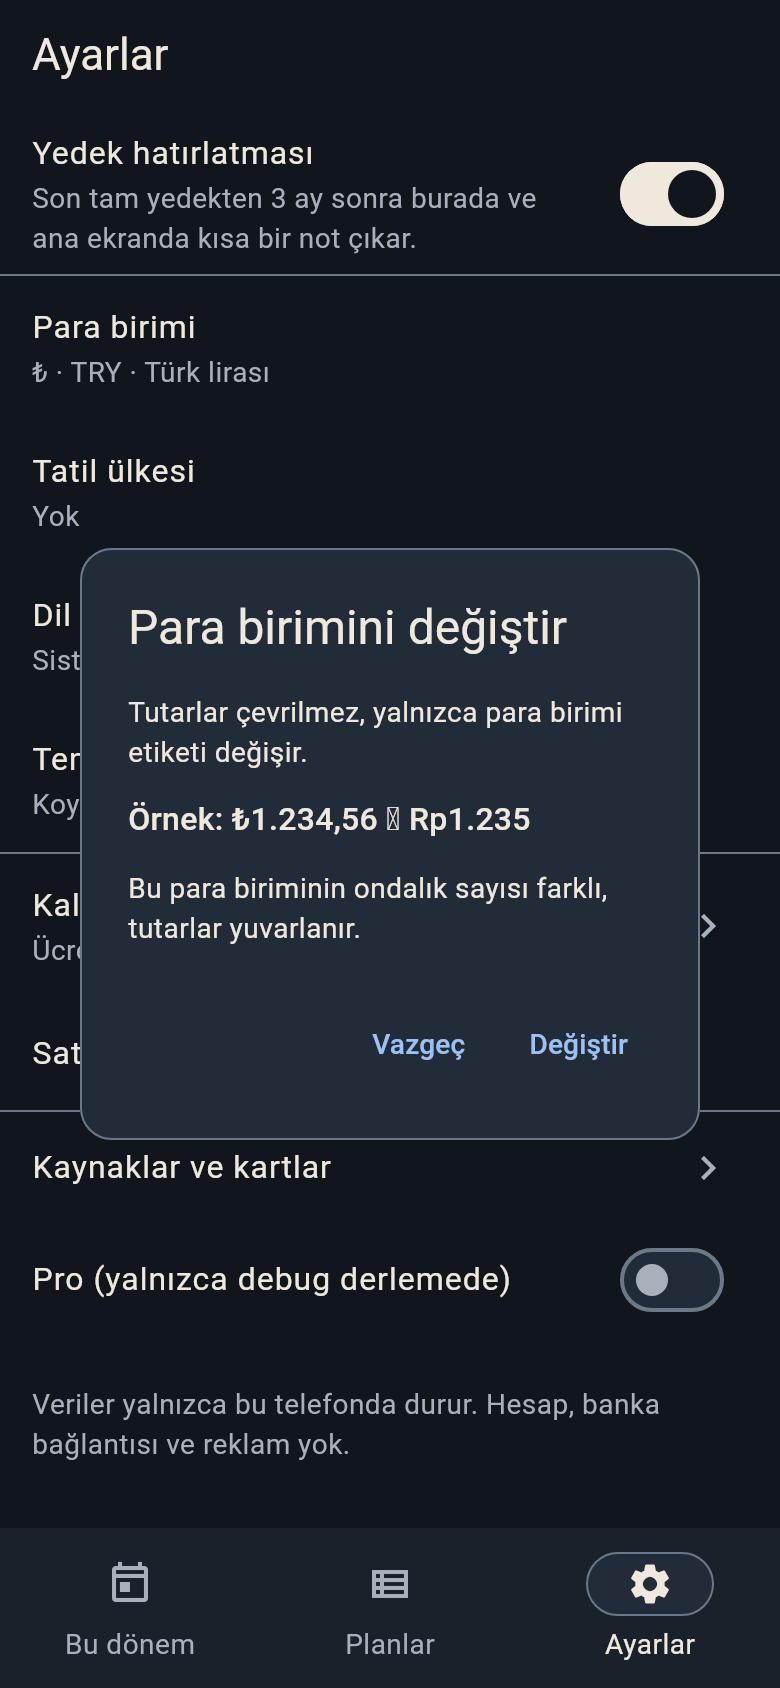 Ayarlar
Yedek hatırlatması
Son tam yedekten 3 ay sonra burada ve
ana ekranda kısa bir not çıkar.
Para birimi
₺ · TRY · Türk lirası
Tatil ülkesi
Yok
Dil
Sist
Ter
Koy
Kal
Ücre
Sat
Para birimini değiştir
Tutarlar çevrilmez, yalnızca para birimi
etiketi değişir.
Örnek: ₺1.234,56 Rp1.235
Bu para biriminin ondalık sayısı farklı,
tutarlar yuvarlanır.
Vazgeç Değiştir
Kaynaklar ve kartlar
Pro (yalnızca debug derlemede)
Veriler yalnızca bu telefonda durur. Hesap, banka
bağlantısı ve reklam yok.
Bu dönem Planlar Ayarlar